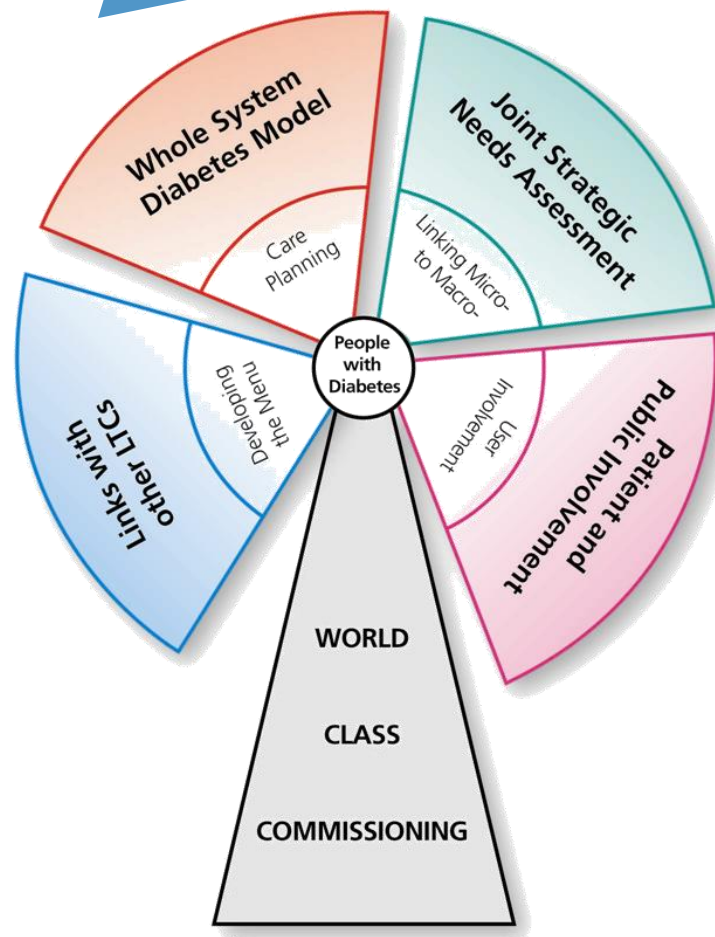 Whole System
Diabetes Model
Care
Planning
Joint Strategic
Needs Assessment
Linking Micro-
to Macro-
People
with
Diabetes
Links with
other LTCs
Developing
the Menu
User
Involvement
Patient and
Public Involvement
WORLD
CLASS
COMMISSIONING